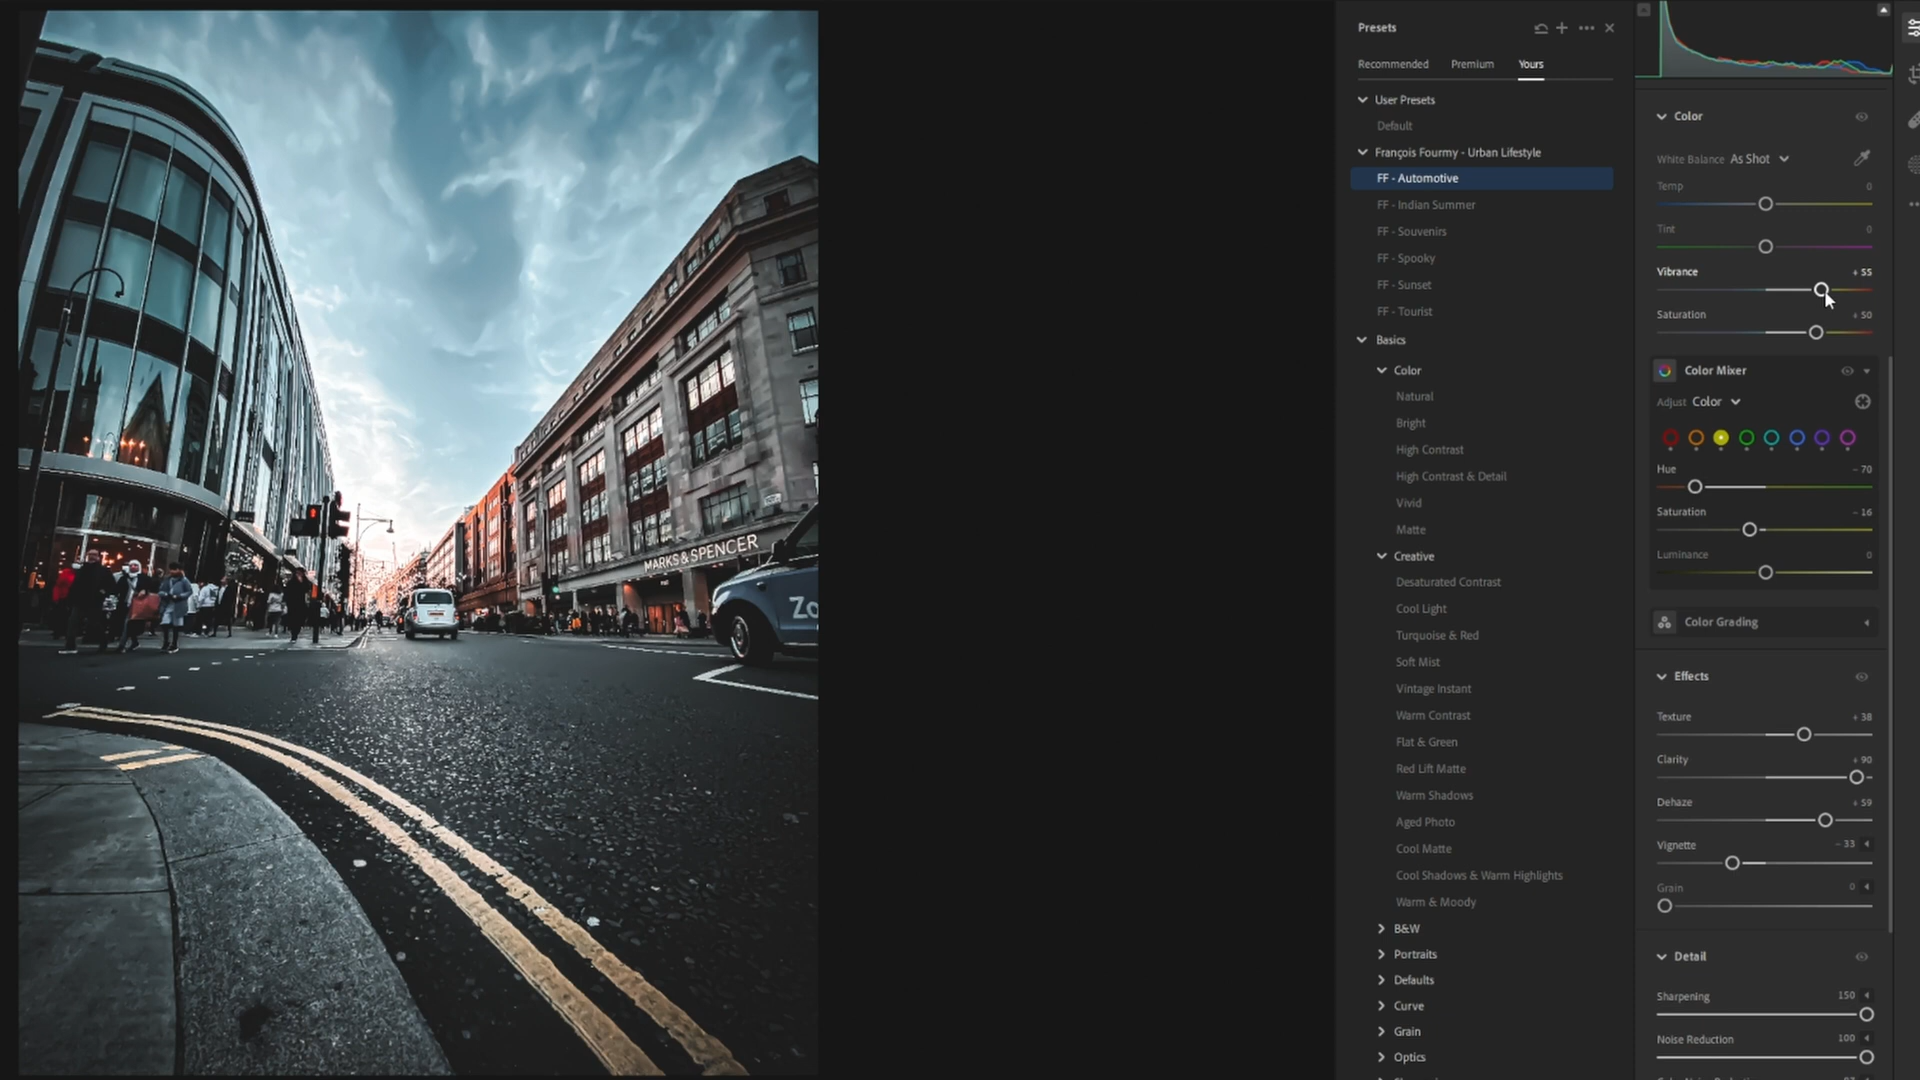 MARKS & SPENCER
Zo
Presets
Recommended Premium Yours
User Presets
Default
François Fourmy - Urban Lifestyle
FF - Automotive
FF - Indian Summer
FF - Souvenirs
FF - Spooky
FF - Sunset
FF - Tourist
Basics
Color
Natural
Bright
High Contrast
High Contrast & Detail
Vivid
Matte
Creative
Desaturated Contrast
Cool Light
Turquoise & Red
Soft Mist
Vintage Instant
Warm Contrast
Flat & Green
Red Lift Matte
Warm Shadows
Aged Photo
Cool Matte
Cool Shadows & Warm Highlights
Warm & Moody
B&W
Portraits
Defaults
Curve
Grain
Optics
Color
White Balance As Shot
Temp 0
Tint 0
Vibrance + 55
Saturation + 50
Color Mixer
Adjust Color
Hue - 70
Saturation - 16
Luminance 0
Color Grading
Effects
Texture + 38
Clarity + 90
Dehaze + 59
Vignette - 33
Grain 0
Detail
Sharpening 150
Noise Reduction 100